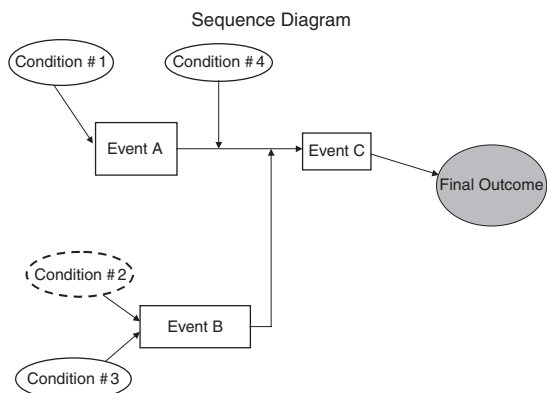 Sequence Diagram
Condition #1
Condition #4
Event A
Event C
Final Outcome
Condition #2
Event B
Condition #3